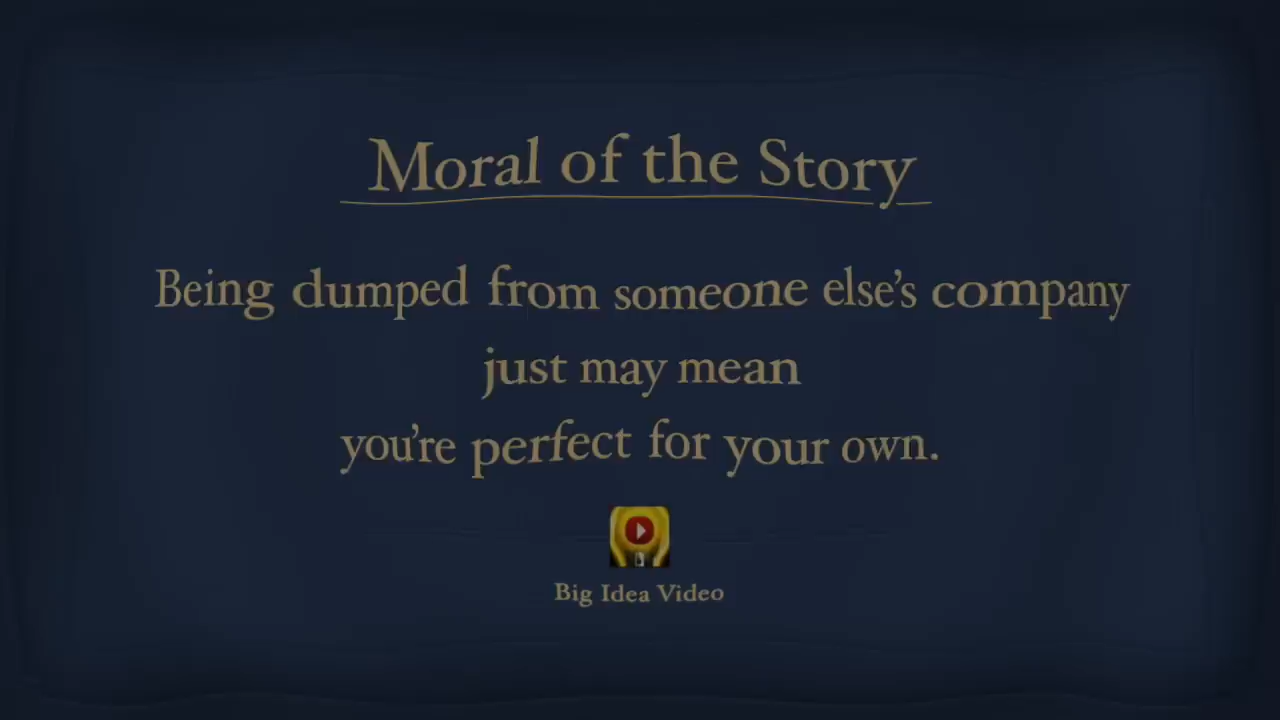 Moral of the Story
Being dumped from someone else's company
just may mean
you're perfect for your own.
Big Idea Video